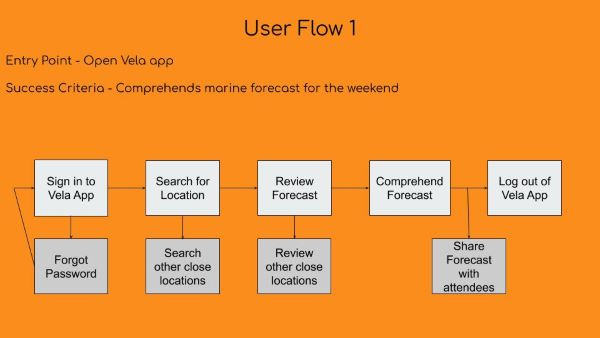 User Flow 1
Entry Point - Open Vela app
Success Criteria - Comprehends marine forecast for the weekend
Sign in to
Vela App
Search for
Location
Review
Forecast
Comprehend
Forecast
Log out of
Vela App
Forgot
Password
Search
other close
locations
Review
other close
locations
Share
Forecast
with
attendees